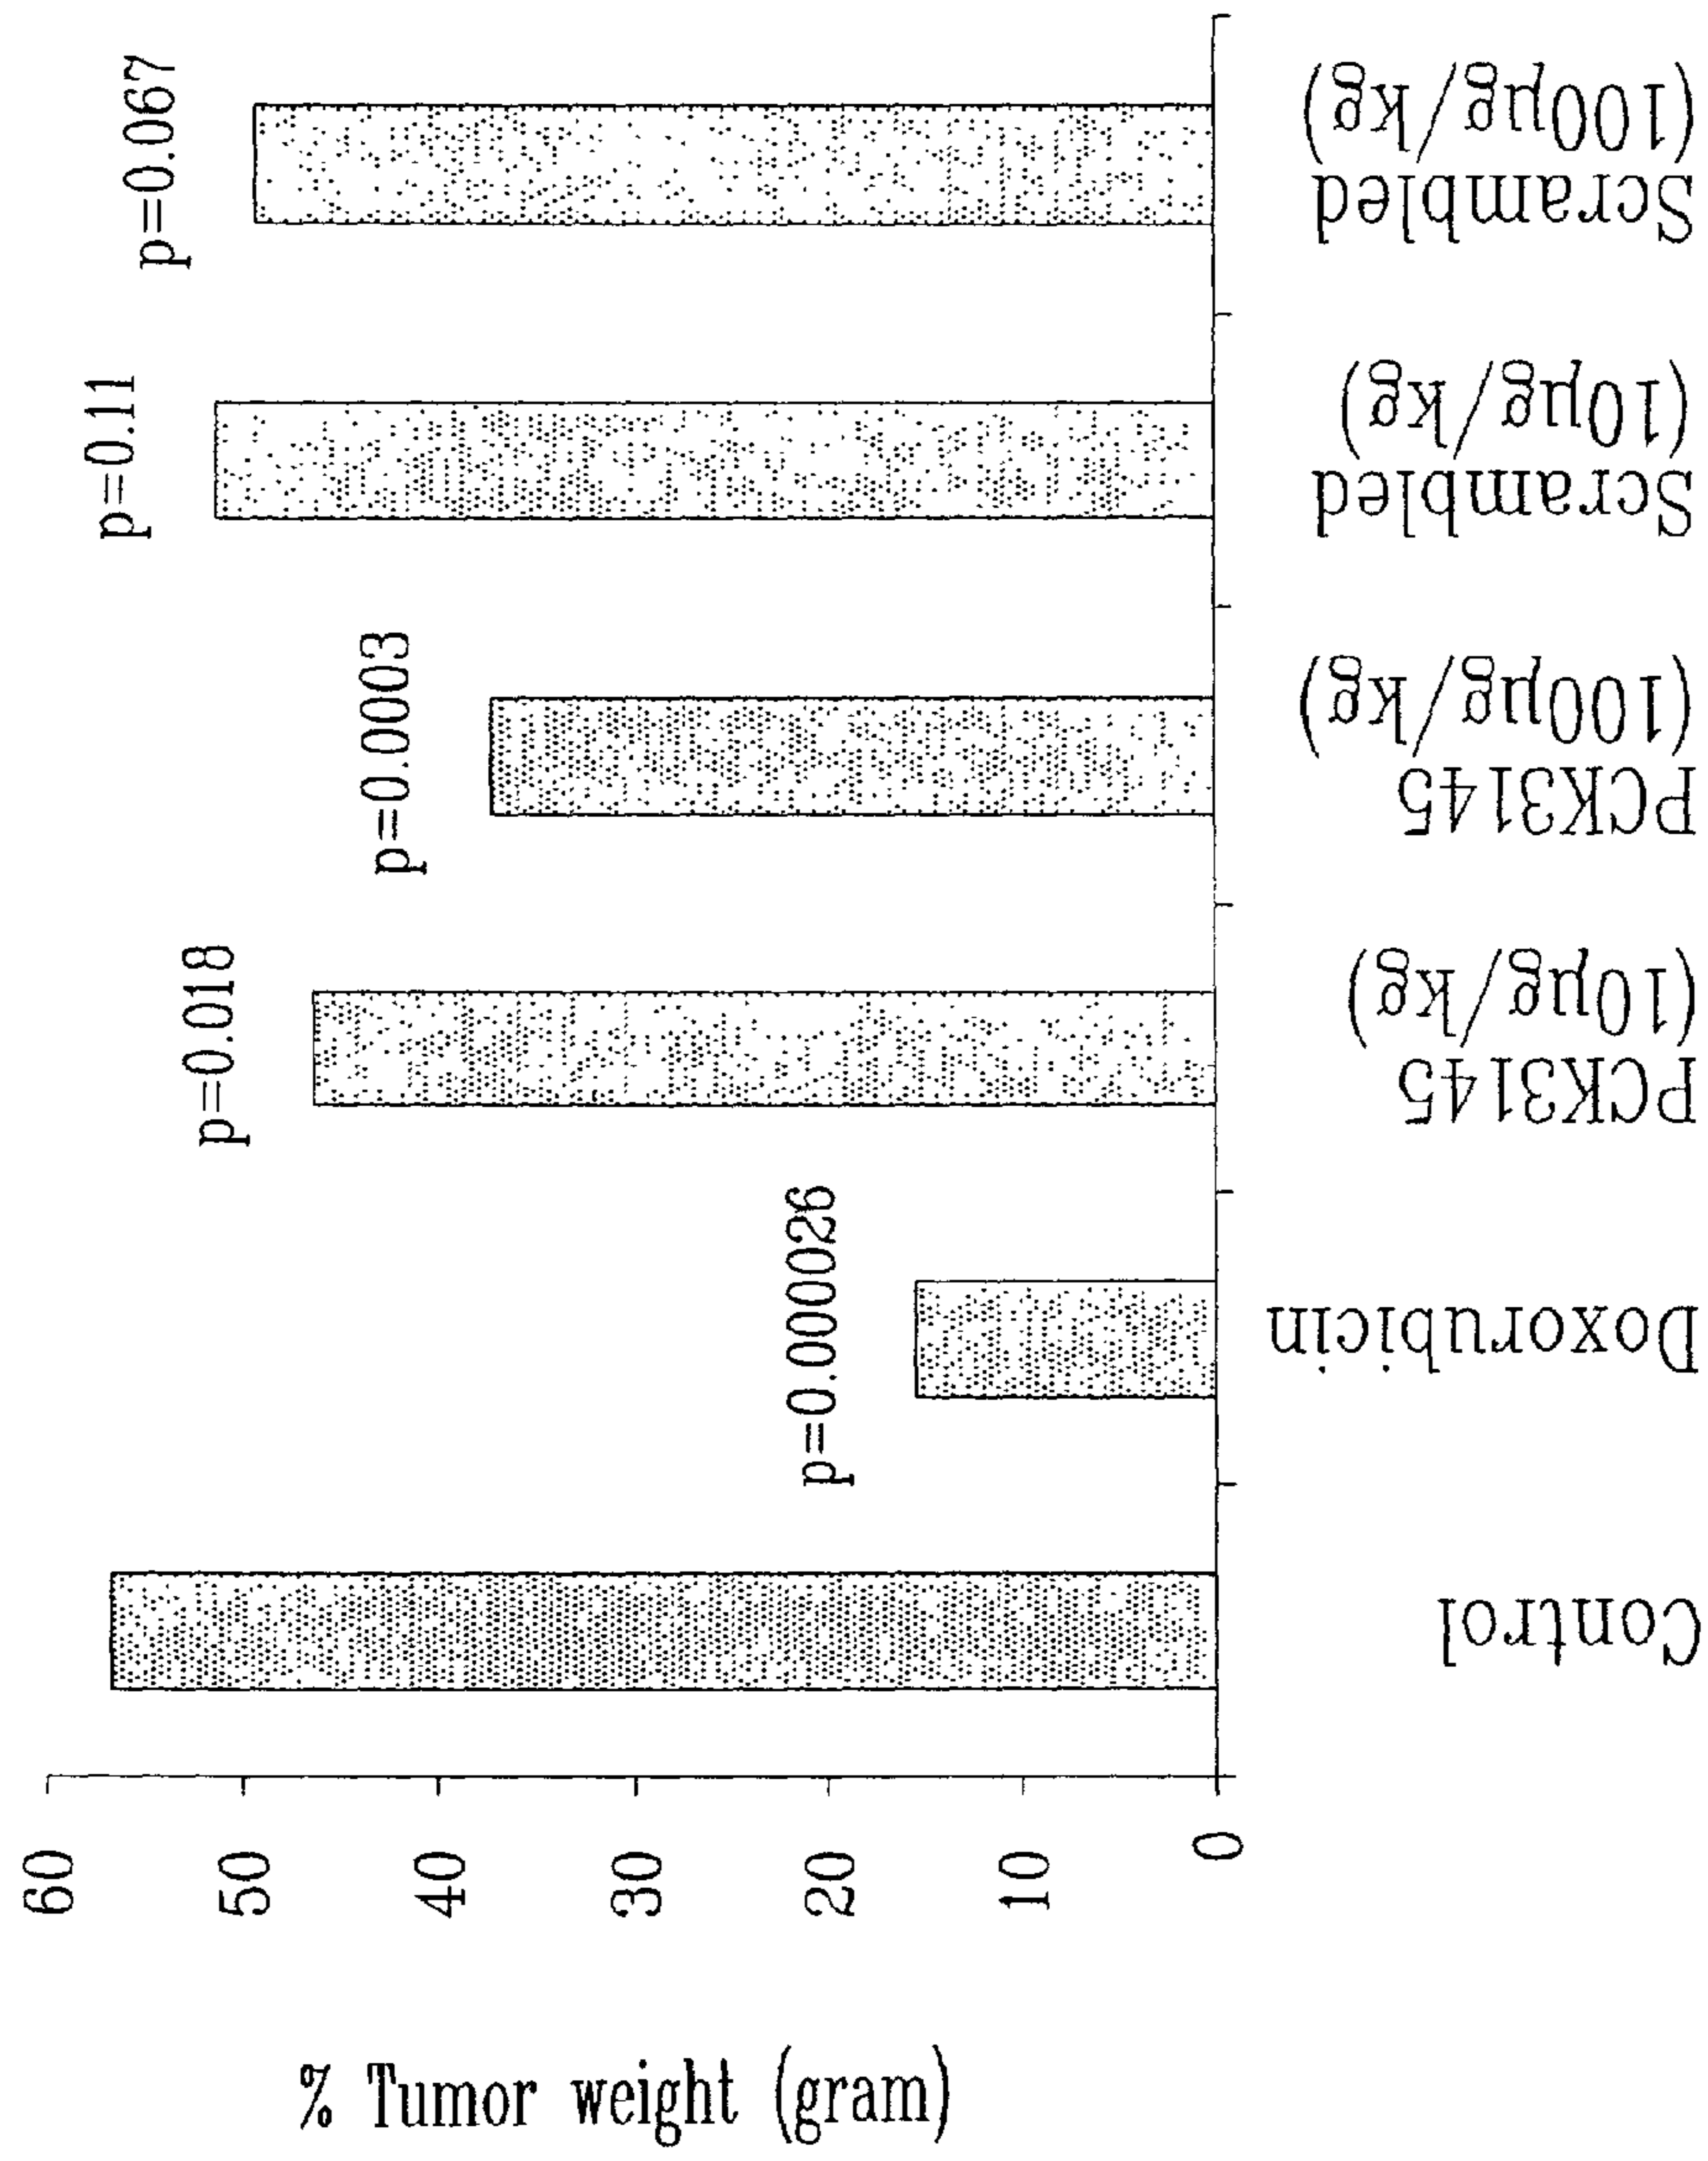 % Tumor weight (gram)
60
50
40
30
20
10
0
p=0.000026
p=0.018
p=0.0003
p=0.11
p=0.067
Control
Doxorubicin
PCK3145
(10µg/kg)
PCK3145
(100µg/kg)
Scrambled
(10µg/kg)
Scrambled
(100µg/kg)